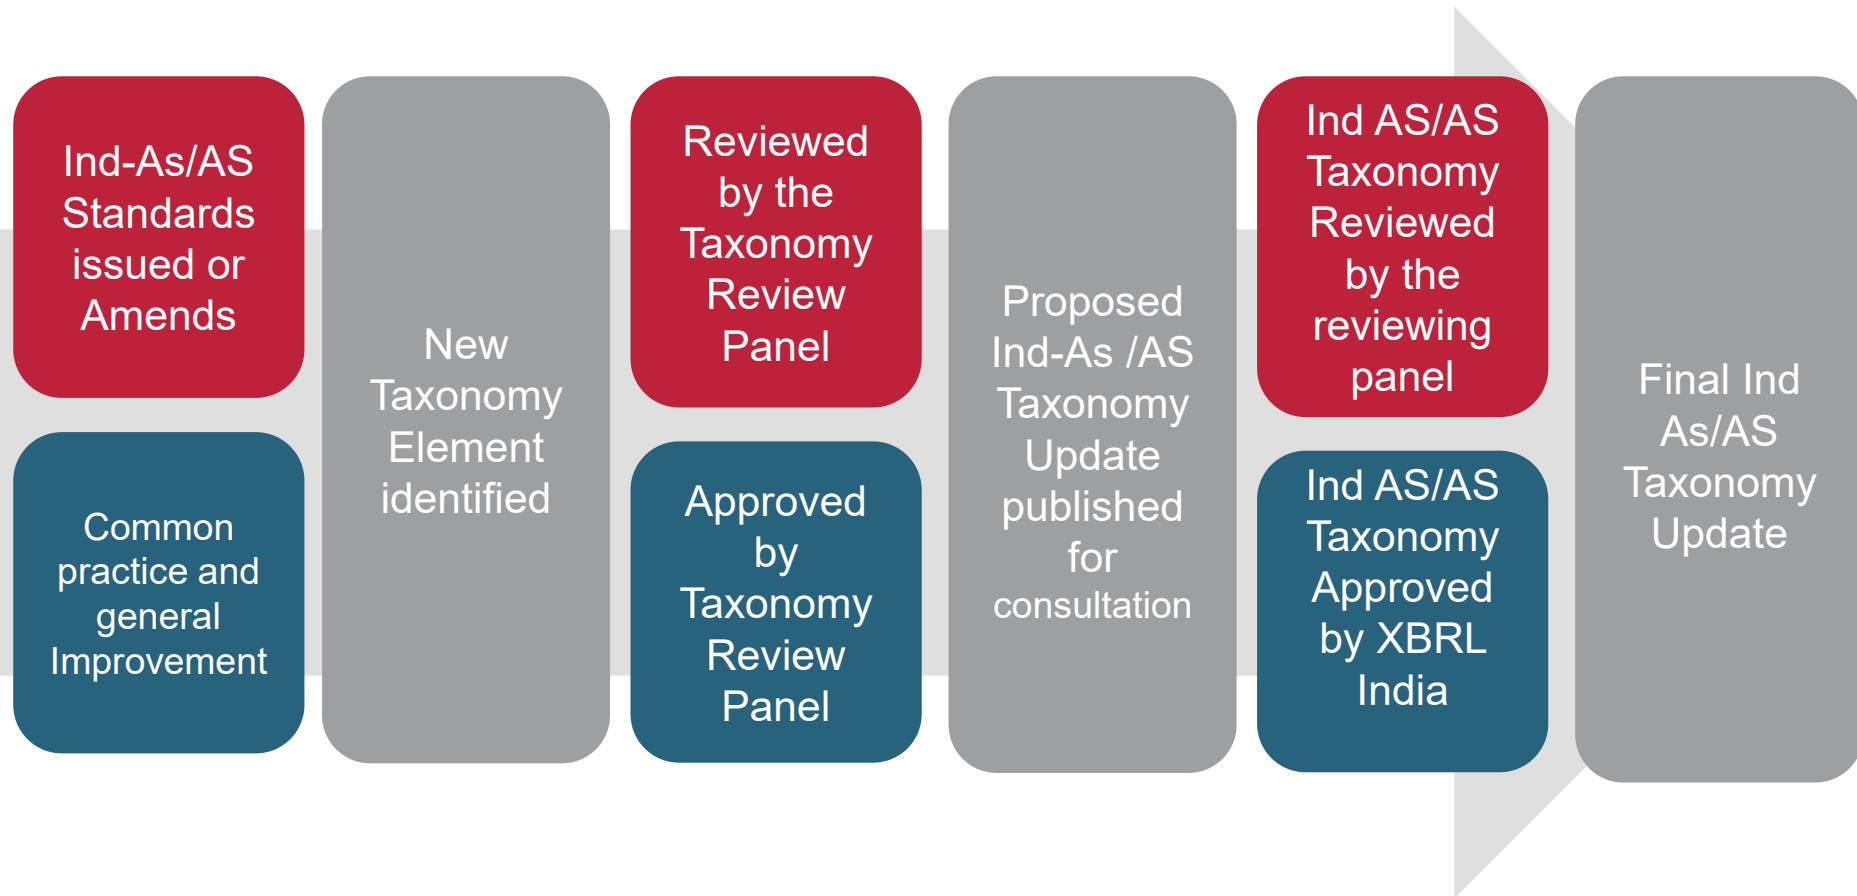 Ind-As/AS
Standards
issued or
Amends
Common
practice and
general
Improvement
New
Taxonomy
Element
identified
Reviewed
by the
Taxonomy
Review
Panel
Approved
by
Taxonomy
Review
Panel
Proposed
Ind-As /AS
Taxonomy
Update
published
for
consultation
Ind AS/AS
Taxonomy
Reviewed
by the
reviewing
panel
Ind AS/AS
Taxonomy
Approved
by XBRL
India
Final Ind
As/AS
Taxonomy
Update